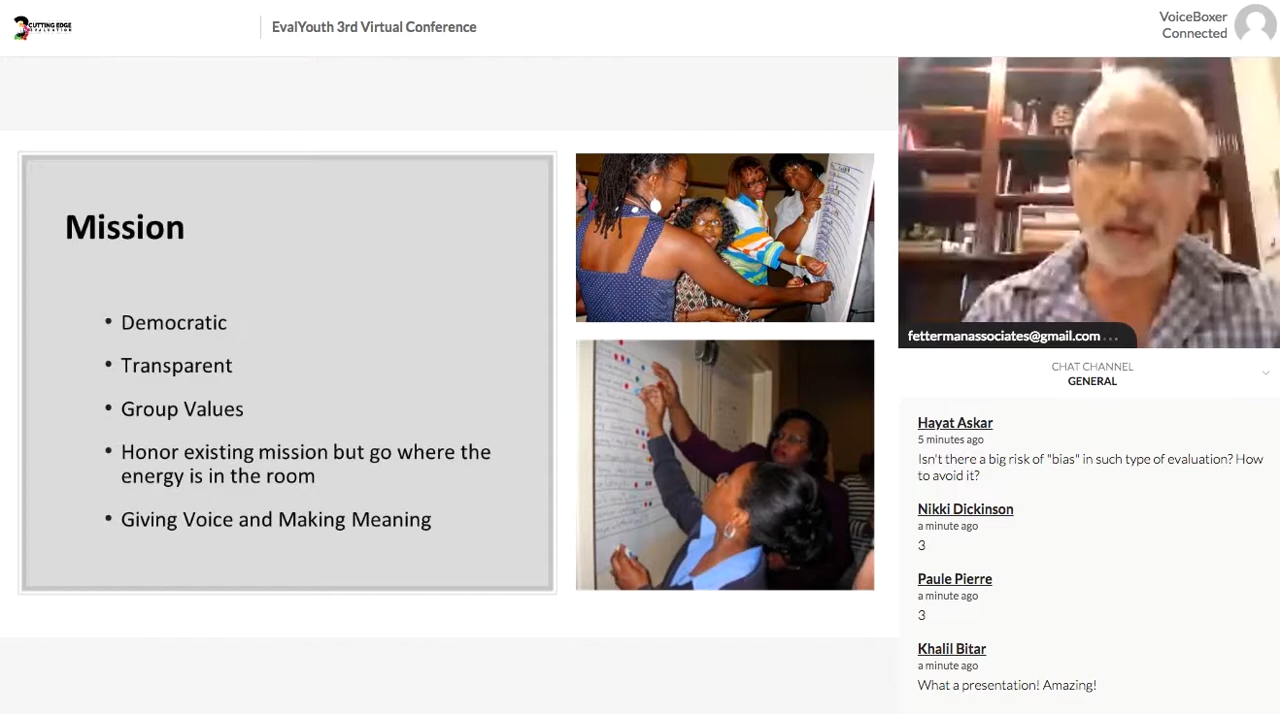 CUTTING EDGE
EvalYouth 3rd Virtual Conference
VoiceBoxer
Connected
Mission
• Democratic
• Transparent
• Group Values
• Honor existing mission but go where the
energy is in the room
• Giving Voice and Making Meaning
fettermanassociates@gmail.com ...
CHAT CHANNEL
GENERAL
Hayat Askar
5 minutes ago
Isn't there a big risk of "bias" in such type of evaluation? How
to avoid it?
Nikki Dickinson
a minute ago
3
Paule Pierre
a minute ago
3
Khalil Bitar
a minute ago
What a presentation! Amazing!